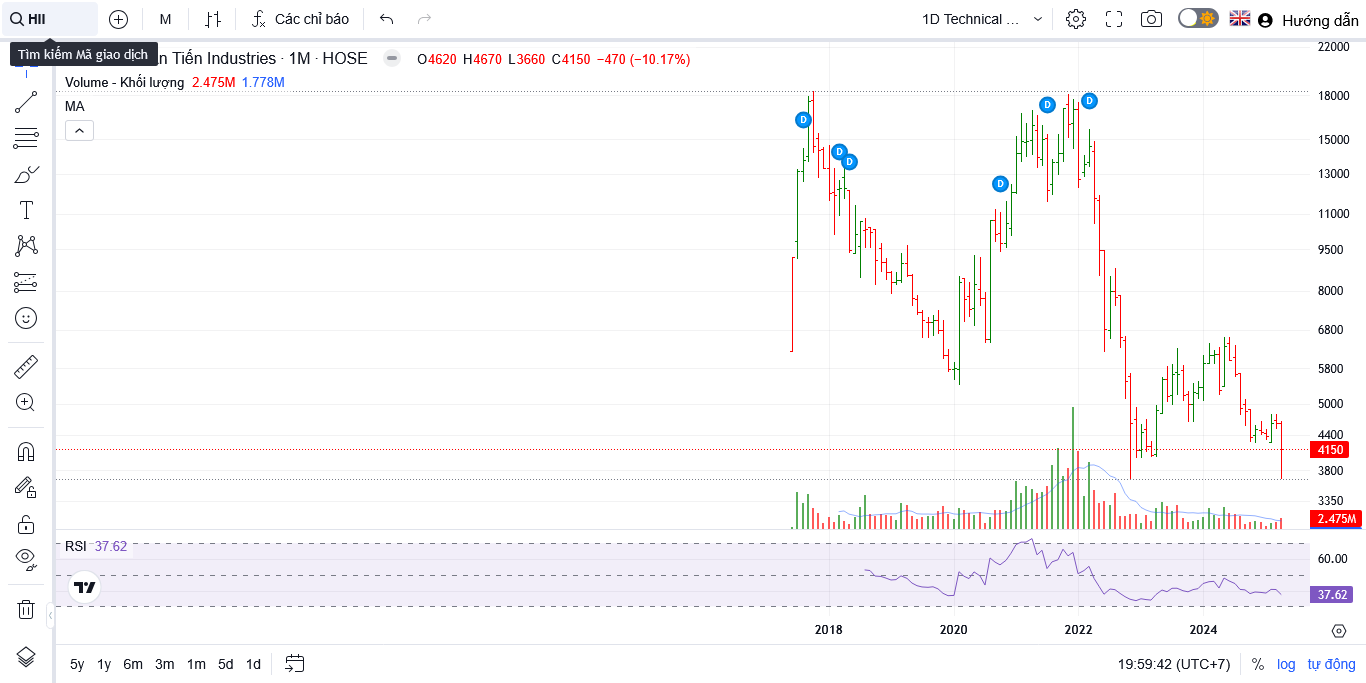 HII
M
Các chỉ báo
1D Technical ...
Hướng dẫn
Tìm kiếm Mã giao dịch
Tiến Industries · 1M · HOSE
O4620 H4670 L3660 C4150 −470 (−10.17%)
Volume - Khối lượng 2.475M 1.778M
MA
22000
18000
15000
13000
11000
9500
8000
6800
5800
5000
4400
4150
3800
3350
2.475M
D
D
D
D
D
D
RSI 37.62
60.00
37.62
2018 2020 2022 2024
5y 1y 6m 3m 1m 5d 1d
19:59:42 (UTC+7) % log tự động